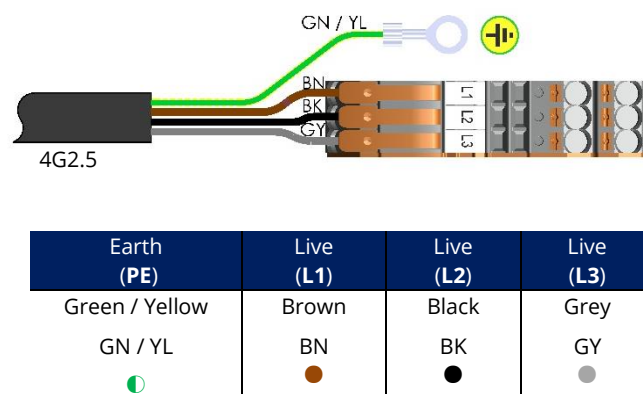 GN / YL
BN
BK
GY
L1
L2
L3
4G2.5
Earth Live Live Live
(PE) (L1) (L2) (L3)
Green / Yellow Brown Black Grey
GN / YL BN BK GY